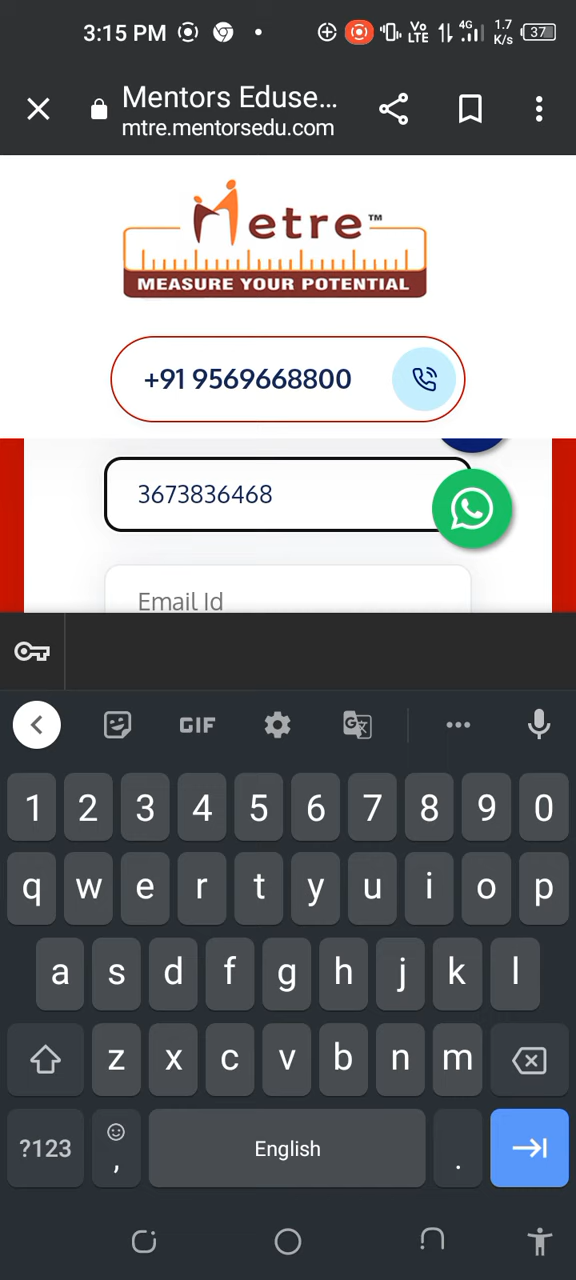 3:15 PM
Vo LTE
4G
1.7 K/s
37
Mentors Eduse...
mtre.mentorsedu.com
Metre™
MEASURE YOUR POTENTIAL
+91 9569668800
3673836468
Email Id
GIF
1 2 3 4 5 6 7 8 9 0
q w e r t y u i o p
a s d f g h j k l
z x c v b n m
?123 , English .